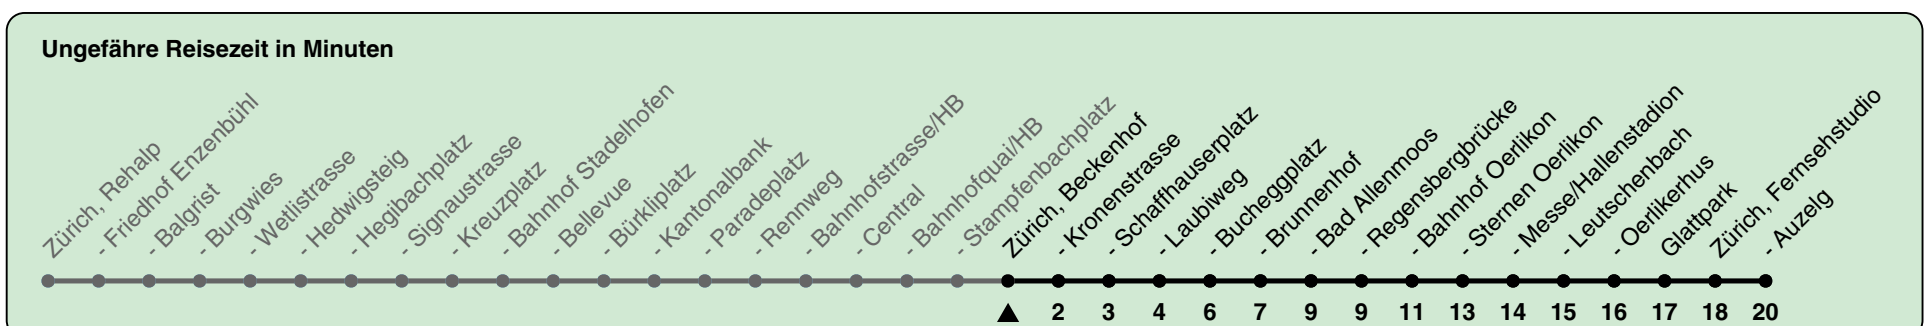 Ungefähre Reisezeit in Minuten
Zürich, Rehalp
- Friedhof Enzenbühl
- Balgrist
- Burgwies
- Wetlistrasse
- Hedwigsteig
- Hegibachplatz
- Signaustrasse
- Kreuzplatz
- Bahnhof Stadelhofen
- Bellevue
- Bürkliplatz
- Kantonalbank
- Paradeplatz
- Rennweg
- Bahnhofstrasse/HB
- Central
- Bahnhofquai/HB
- Stampfenbachplatz
Zürich, Beckenhof
- Kronenstrasse
- Schaffhauserplatz
- Laubiweg
- Bucheggplatz
- Brunnenhof
- Bad Allenmoos
- Regensbergbrücke
- Bahnhof Oerlikon
- Sternen Oerlikon
- Messe/Hallenstadion
- Leutschenbach
- Oerlikerhus
Glattpark
Zürich, Fernsehstudio
- Auzelg
2 3 4 6 7 9 9 11 13 14 15 16 17 18 20